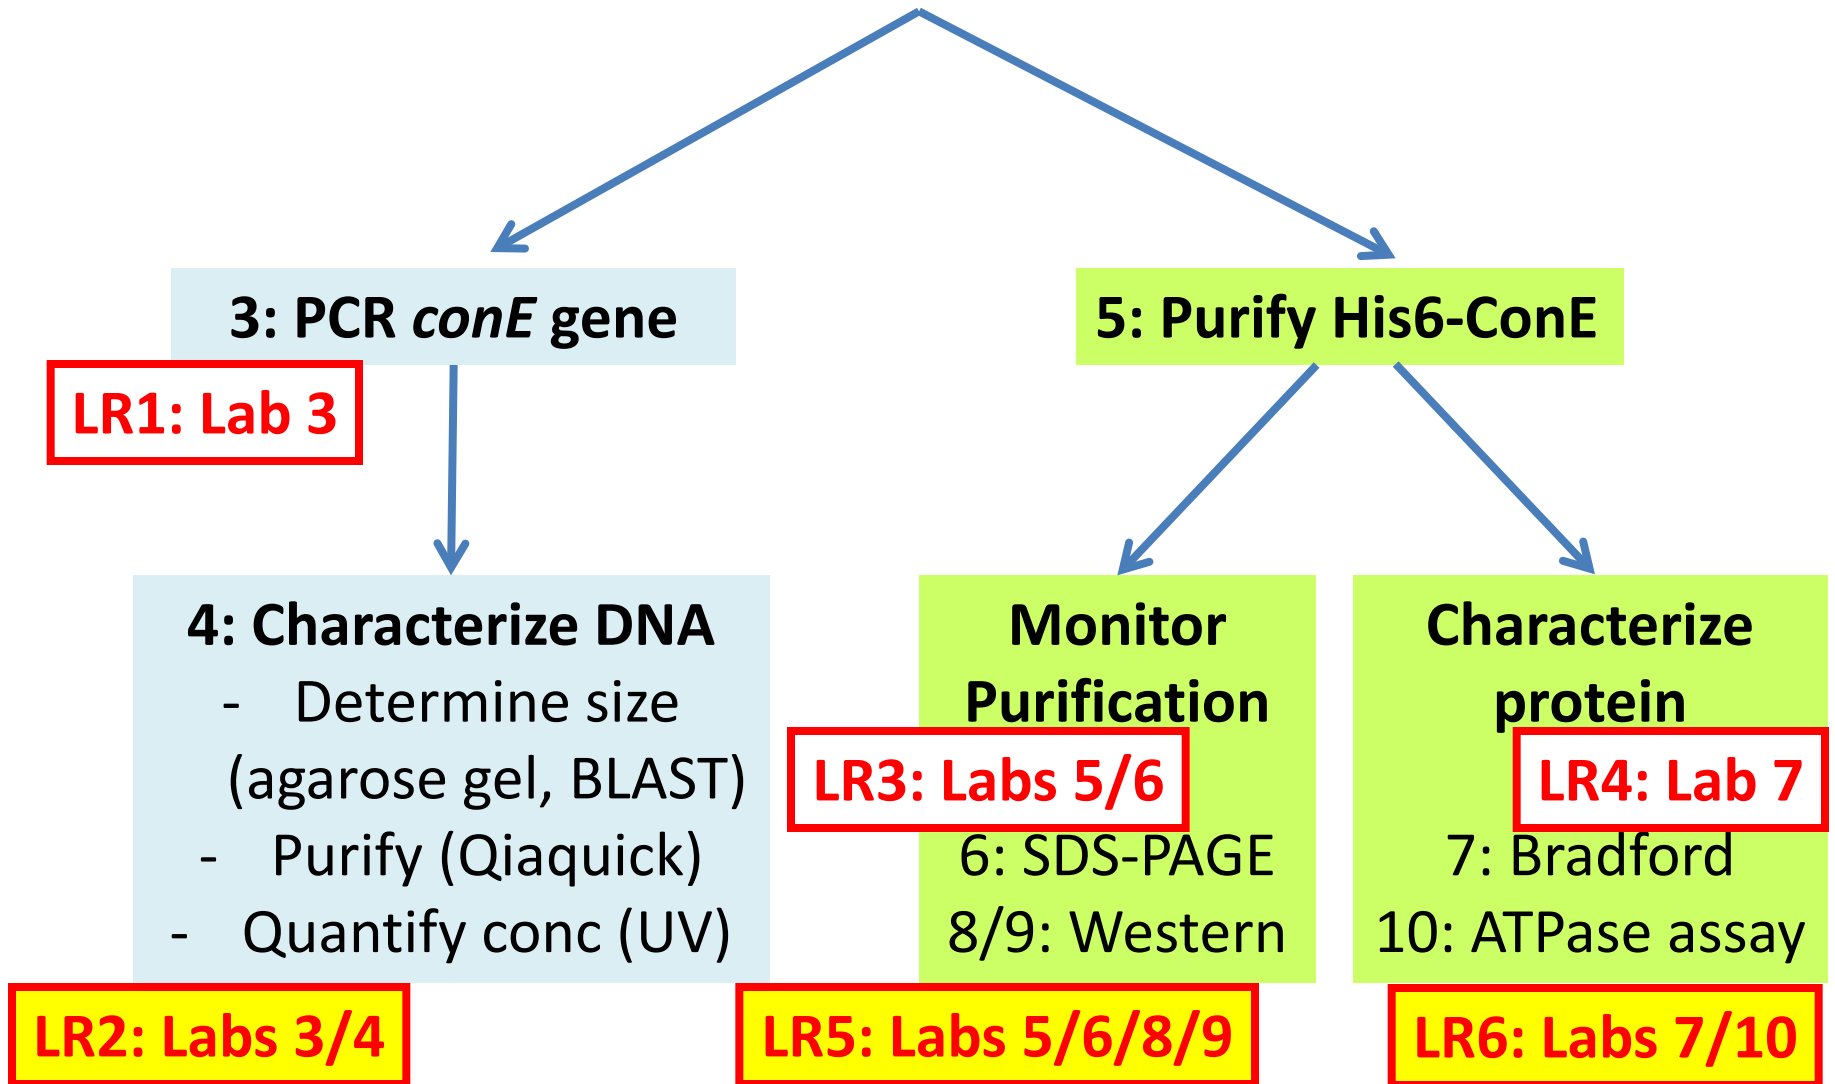 3: PCR conE gene
LR1: Lab 3
4: Characterize DNA
- Determine size
(agarose gel, BLAST)
- Purify (Qiaquick)
- Quantify conc (UV)
LR2: Labs 3/4
5: Purify His6-ConE
Monitor
Purification
LR3: Labs 5/6
6: SDS-PAGE
8/9: Western
LR5: Labs 5/6/8/9
Characterize
protein
LR4: Lab 7
7: Bradford
10: ATPase assay
LR6: Labs 7/10